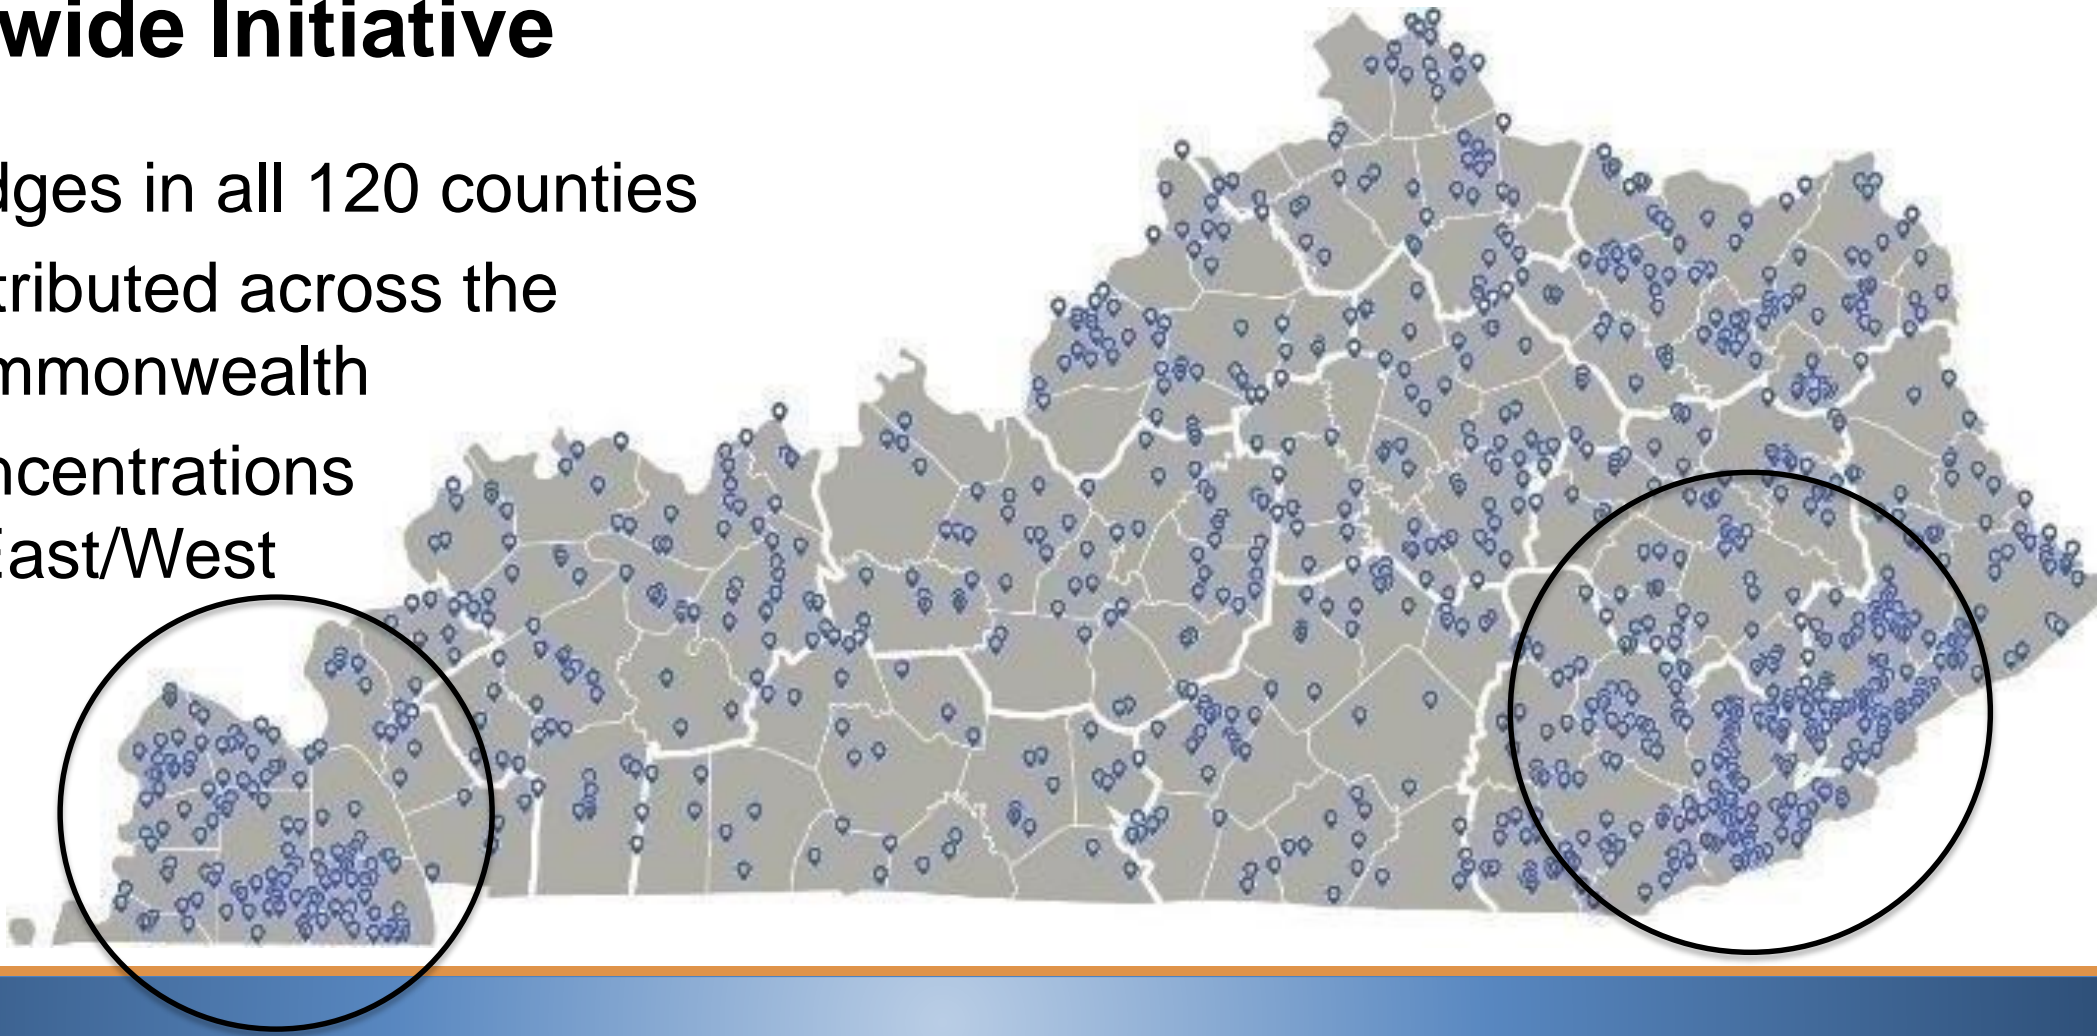 wide Initiative
dges in all 120 counties
tributed across the
mmonwealth
ncentrations
East/West